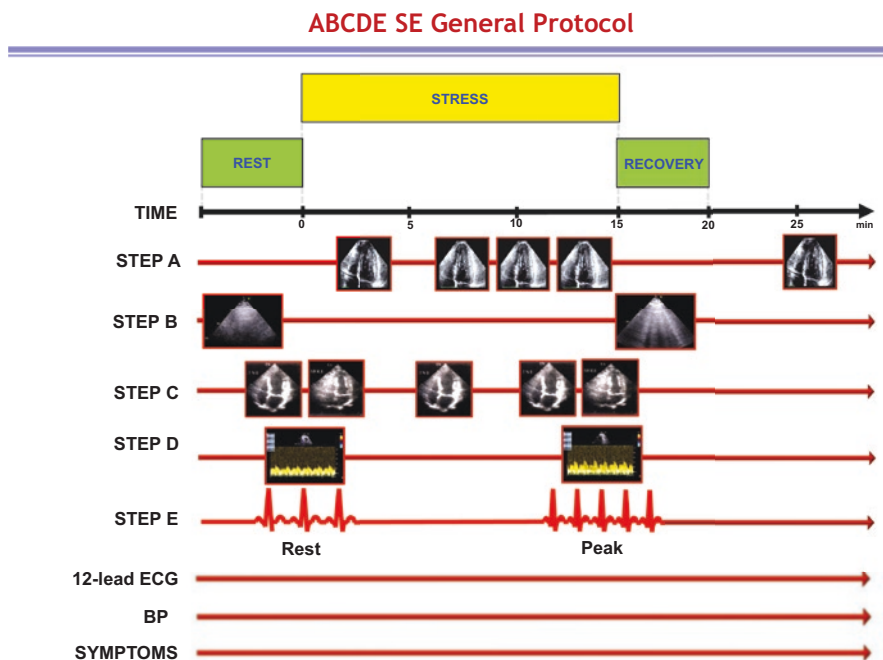 ABCDE SE General Protocol
STRESS
REST
RECOVERY
TIME
0 5 10 15 20 25 min
STEP A
STEP B
STEP C
STEP D
STEP E
Rest Peak
12-lead ECG
BP
SYMPTOMS